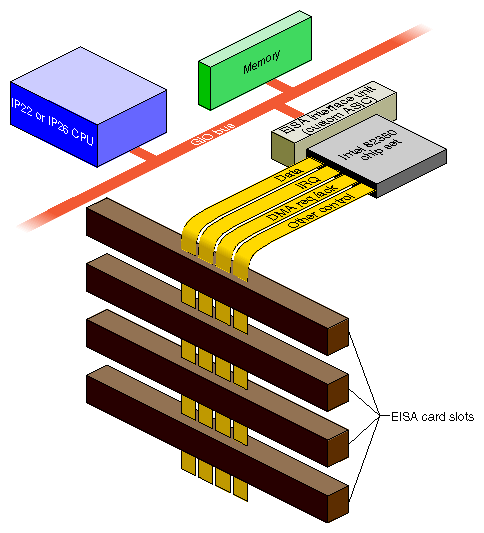 Memory
IP22 or IP26 CPU
GIO bus
EISA interface unit
(custom ASIC)
Intel 82350
chip set
Data
IRQ
DMA req/ack
Other control
EISA card slots